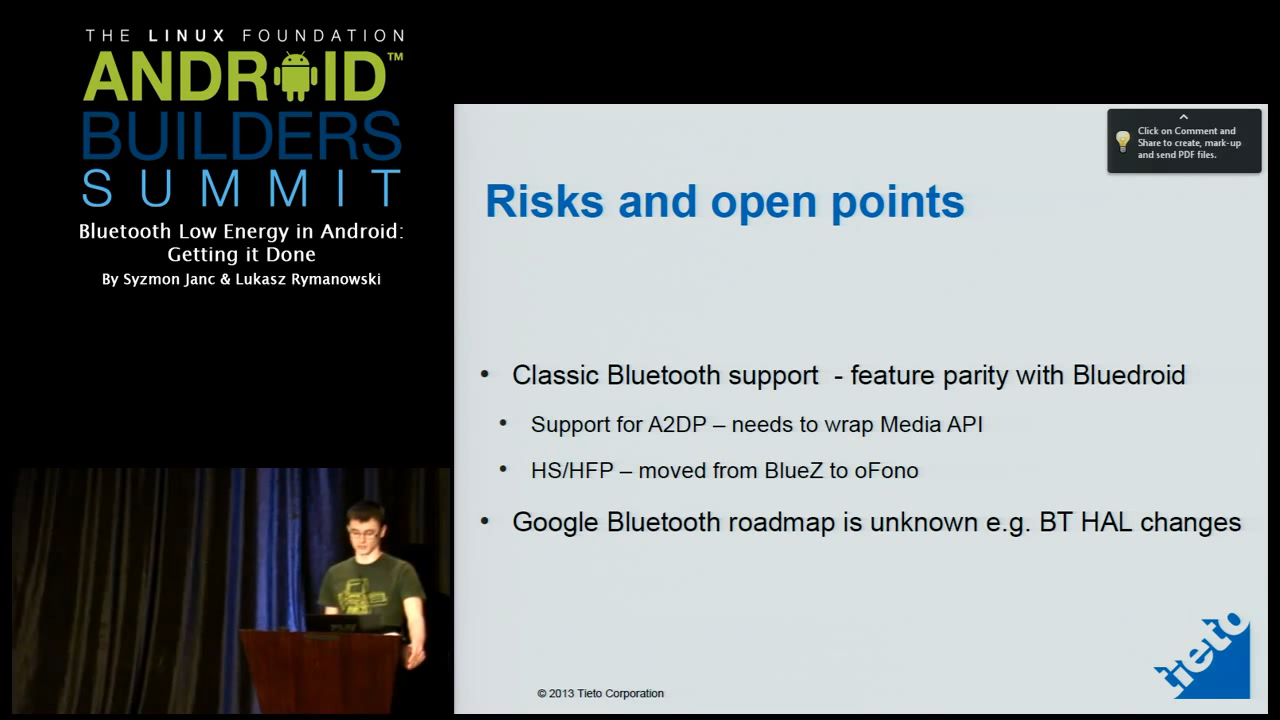 THE LINUX FOUNDATION
ANDROID™
BUILDERS
SUMMIT
Bluetooth Low Energy in Android:
Getting it Done
By Syzmon Janc & Lukasz Rymanowski
Click on Comment and
Share to create, mark-up
and send PDF files.
Risks and open points
• Classic Bluetooth support - feature parity with Bluedroid
• Support for A2DP – needs to wrap Media API
• HS/HFP – moved from BlueZ to oFono
• Google Bluetooth roadmap is unknown e.g. BT HAL changes
tieto
© 2013 Tieto Corporation